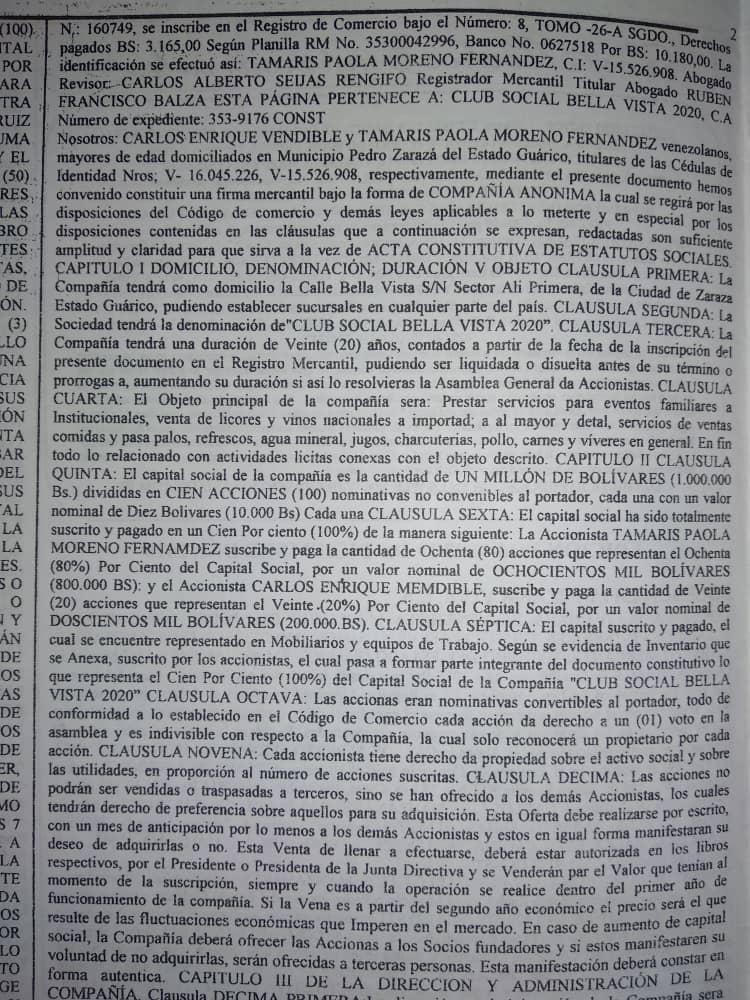 (100)
ITAL
POR
ARA
TRA
RUIZ
UMA
Y EL
(50)
RES,
LAS
BRO
TES
AS,
DE
ÓN.
(3)
LLO
UNA
CIA
SUS
IÓN
NTA
SAR
DEL
SUS
AL
LA
LA
ES.
S O
O
N Y
ÁN
DE
OS
AS
DE
OS
DE
ER,
DE
MO
S 7
A
LA
TE
DA
OS
OR
LO
TO
GE
2
N,: 160749, se inscribe en el Registro de Comercio bajo el Número: 8, TOMO -26-A SGDO., Derechos
pagados BS: 3.165,00 Según Planilla RM No. 35300042996, Banco No. 0627518 Por BS: 10.180,00. La
identificación se efectuó así: TAMARIS PAOLA MORENO FERNANDEZ, C.I: V-15.526.908. Abogado
Revisor: CARLOS ALBERTO SEIJAS RENGIFO Registrador Mercantil Titular Abogado RUBEN
FRANCISCO BALZA ESTA PÁGINA PERTENECE A: CLUB SOCIAL BELLA VISTA 2020, C.A
Número de expediente: 353-9176 CONST
Nosotros: CARLOS ENRIQUE VENDIBLE y TAMARIS PAOLA MORENO FERNANDEZ venezolanos,
mayores de edad domiciliados en Municipio Pedro Zarazá del Estado Guárico, titulares de las Cédulas de
Identidad Nros; V- 16.045.226, V-15.526.908, respectivamente, mediante el presente documento hemos
convenido constituir una firma mercantil bajo la forma de COMPAÑÍA ANONIMA la cual se regirá por las
disposiciones del Código de comercio y demás leyes aplicables a lo meterte y en especial por los
disposiciones contenidas en las cláusulas que a continuación se expresan, redactadas son suficiente
amplitud y claridad para que sirva a la vez de ACTA CONSTITUTIVA DE ESTATUTOS SOCIALES.
CAPITULO I DOMICILIO, DENOMINACIÓN; DURACIÓN V OBJETO CLAUSULA PRIMERA: La
Compañía tendrá como domicilio la Calle Bella Vista S/N Sector Ali Primera, de la Ciudad de Zaraza
Estado Guárico, pudiendo establecer sucursales en cualquier parte del país. CLAUSULA SEGUNDA: La
Sociedad tendrá la denominación de"CLUB SOCIAL BELLA VISTA 2020”. CLAUSULA TERCERA: La
Compañía tendrá una duración de Veinte (20) años, contados a partir de la fecha de la inscripción del
presente documento en el Registro Mercantil, pudiendo ser liquidada o disuelta antes de su término o
prorrogas a, aumentando su duración si así lo resolvieras la Asamblea General da Accionistas. CLAUSULA
CUARTA: El Objeto principal de la compañía sera: Prestar servicios para eventos familiares a
Institucionales, venta de licores y vinos nacionales a importad; a al mayor y detal, servicios de ventas
comidas y pasa palos, refrescos, agua mineral, jugos, charcuterias, pollo, carnes y víveres en general. En fin
todo lo relacionado con actividades licitas conexas con el objeto descrito. CAPITULO II CLAUSULA
QUINTA: El capital social de la compañía es la cantidad de UN MILLÓN DE BOLÍVARES (1.000.000
Bs.) divididas en CIEN ACCIONES (100) nominativas no convenibles al portador, cada una con un valor
nominal de Diez Bolivares (10.000 Bs) Cada una CLAUSULA SEXTA: El capital social ha sido totalmente
suscrito y pagado en un Cien Por ciento (100%) de la manera siguiente: La Accionista TAMARIS PAOLA
MORENO FERNAMDEZ suscribe y paga la cantidad de Ochenta (80) acciones que representan el Ochenta
(80%) Por Ciento del Capital Social, por un valor nominal de OCHOCIENTOS MIL BOLÍVARES
(800.000 BS): y el Accionista CARLOS ENRIQUE MEMDIBLE, suscribe y paga la cantidad de Veinte
(20) acciones que representan el Veinte (20%) Por Ciento del Capital Social, por un valor nominal de
DOSCIENTOS MIL BOLÍVARES (200.000.BS). CLAUSULA SÉPTICA: El capital suscrito y pagado, el
cual se encuentre representado en Mobiliarios y equipos de Trabajo. Según se evidencia de Inventario que
se Anexa, suscrito por los accionistas, el cual pasa a formar parte integrante del documento constitutivo lo
que representa el Cien Por Ciento (100%) del Capital Social de la Compañía "CLUB SOCIAL BELLA
VISTA 2020” CLAUSULA OCTAVA: Las accionas eran nominativas convertibles al portador, todo de
conformidad a lo establecido en el Código de Comercio cada acción da derecho a un (01) voto en la
asamblea y es indivisible con respecto a la Compañía, la cual solo reconocerá un propietario por cada
acción. CLAUSULA NOVENA: Cada accionista tiene derecho da propiedad sobre el activo social y sobre
las utilidades, en proporción al número de acciones suscritas. CLAUSULA DECIMA: Las acciones no
podrán ser vendidas o traspasadas a terceros, sino se han ofrecido a los demás Accionistas, los cuales
tendrán derecho de preferencia sobre aquellos para su adquisición. Esta Oferta debe realizarse por escrito,
con un mes de anticipación por lo menos a los demás Accionistas y estos en igual forma manifestaran su
deseo de adquirirlas o no. Esta Venta de llenar a efectuarse, deberá estar autorizada en los libros
respectivos, por el Presidente o Presidenta de la Junta Directiva y se Venderán par el Valor que tenían al
momento de la suscripción, siempre y cuando la operación se realice dentro del primer año de
funcionamiento de la compañía. Si la Vena es a partir del segundo año económico el precio será el que
resulte de las fluctuaciones económicas que Imperen en el mercado. En caso de aumento de capital
social, la Compañía deberá ofrecer las Accionas a los Socios fundadores y si estos manifestaren su
voluntad de no adquirirlas, serán ofrecidas a terceras personas. Esta manifestación deberá constar en
forma autentica. CAPITULO III DE LA DIRECCION Y ADMINISTRACIÓN DE LA
COMPAÑÍA. Clausula DECIMA PRIMERA